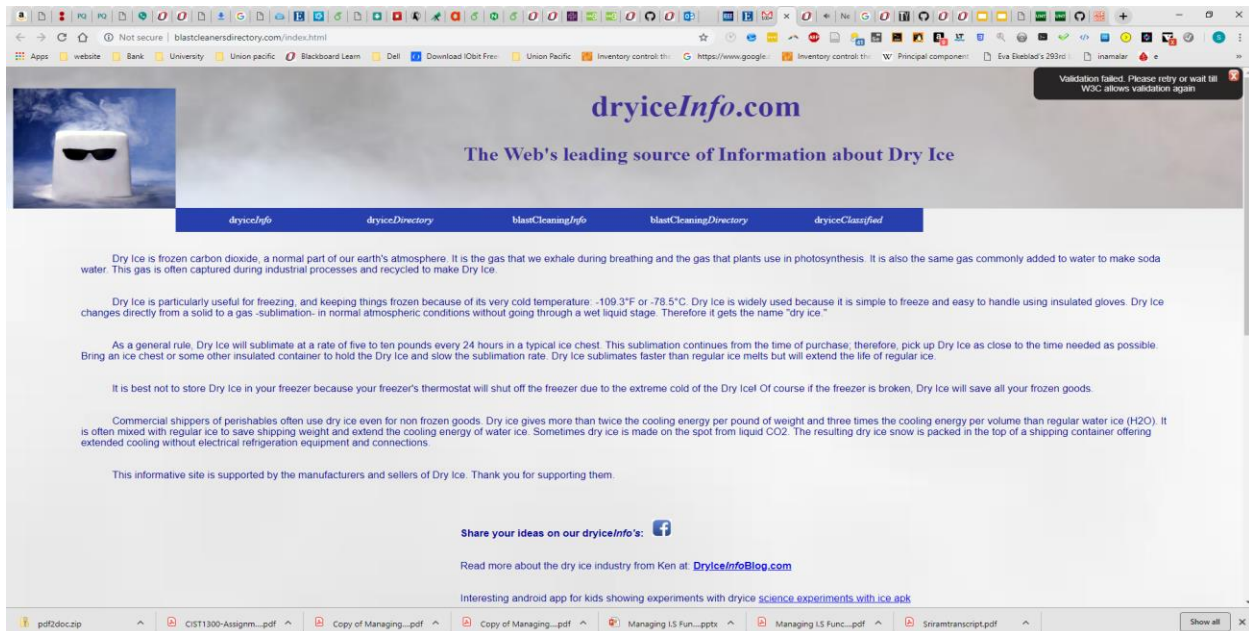 Not secure | blastcleanersdirectory.com/index.html
Apps website Bank University Union pacific Blackboard Learn Dell Download IObit Free Union Pacific Inventory control: th Google https://www.google.c Inventory control: th Principal component Eva Ekeblad's 293rd inamalar e
Validation failed. Please retry or wait till
W3C allows validation
again
dryiceInfo.com
The Web's leading source of Information about Dry Ice
dryiceInfo dryiceDirectory blastCleaningInfo blastCleaningDirectory dryiceClassified
Dry Ice is frozen carbon dioxide, a normal part of our earth's atmosphere. It is the gas that we exhale during breathing and the gas that plants use in photosynthesis. It is also the same gas commonly added to water to make soda
water. This gas is often captured during industrial processes and recycled to make Dry Ice.
Dry Ice is particularly useful for freezing, and keeping things frozen because of its very cold temperature: -109.3°F or -78.5°C. Dry Ice is widely used because it is simple to freeze and easy to handle using insulated gloves. Dry Ice
changes directly from a solid to a gas -sublimation- in normal atmospheric conditions without going through a wet liquid stage. Therefore it gets the name "dry ice."
As a general rule, Dry Ice will sublimate at a rate of five to ten pounds every 24 hours in a typical ice chest. This sublimation continues from the time of purchase; therefore, pick up Dry Ice as close to the time needed as possible.
Bring an ice chest or some other insulated container to hold the Dry Ice and slow the sublimation rate. Dry Ice sublimates faster than regular ice melts but will extend the life of regular ice.
It is best not to store Dry Ice in your freezer because your freezer's thermostat will shut off the freezer due to the extreme cold of the Dry Ice! Of course if the freezer is broken, Dry Ice will save all your frozen goods.
Commercial shippers of perishables often use dry ice even for non frozen goods. Dry ice gives more than twice the cooling energy per pound of weight and three times the cooling energy per volume than regular water ice (H2O). It
is often mixed with regular ice to save shipping weight and extend the cooling energy of water ice. Sometimes dry ice is made on the spot from liquid CO2. The resulting dry ice snow is packed in the top of a shipping container offering
extended cooling without electrical refrigeration equipment and connections.
This informative site is supported by the manufacturers and sellers of Dry Ice. Thank you for supporting them.
Share your ideas on our dryiceInfo's:
Read more about the dry ice industry from Ken at: DryIceInfoBlog.com
Interesting android app for kids showing experiments with dryice science experiments with ice apk
pdf2doc.zip CIST1300-Assignm....pdf Copy of Managing....pdf Copy of Managing....pdf Managing I.S Fun....pptx Managing I.S Func....pdf Sriramtranscript.pdf Show all